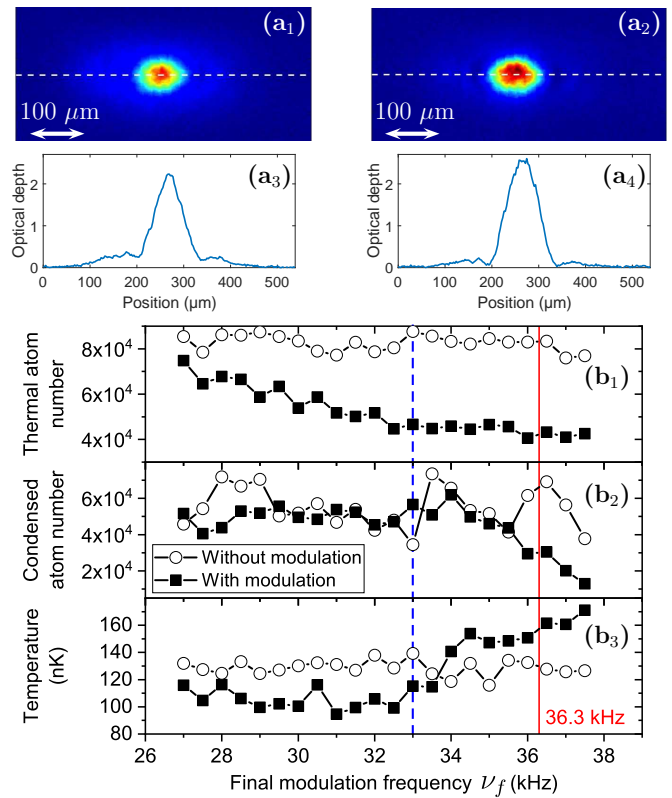 (a₁)
100 μm
(a₂)
100 μm
(a₃)
Optical depth
2
1
0
0 100 200 300 400 500
Position (μm)
(a₄)
Optical depth
2
1
0
0 100 200 300 400 500
Position (μm)
Thermal atom
number
8x10⁴
6x10⁴
4x10⁴
(b₁)
Condensed
atom number
6x10⁴
4x10⁴
2x10⁴
(b₂)
Without modulation
With modulation
Temperature
(nK)
160
140
120
100
80
(b₃)
36.3 kHz
26 28 30 32 34 36 38
Final modulation frequency ν_f (kHz)